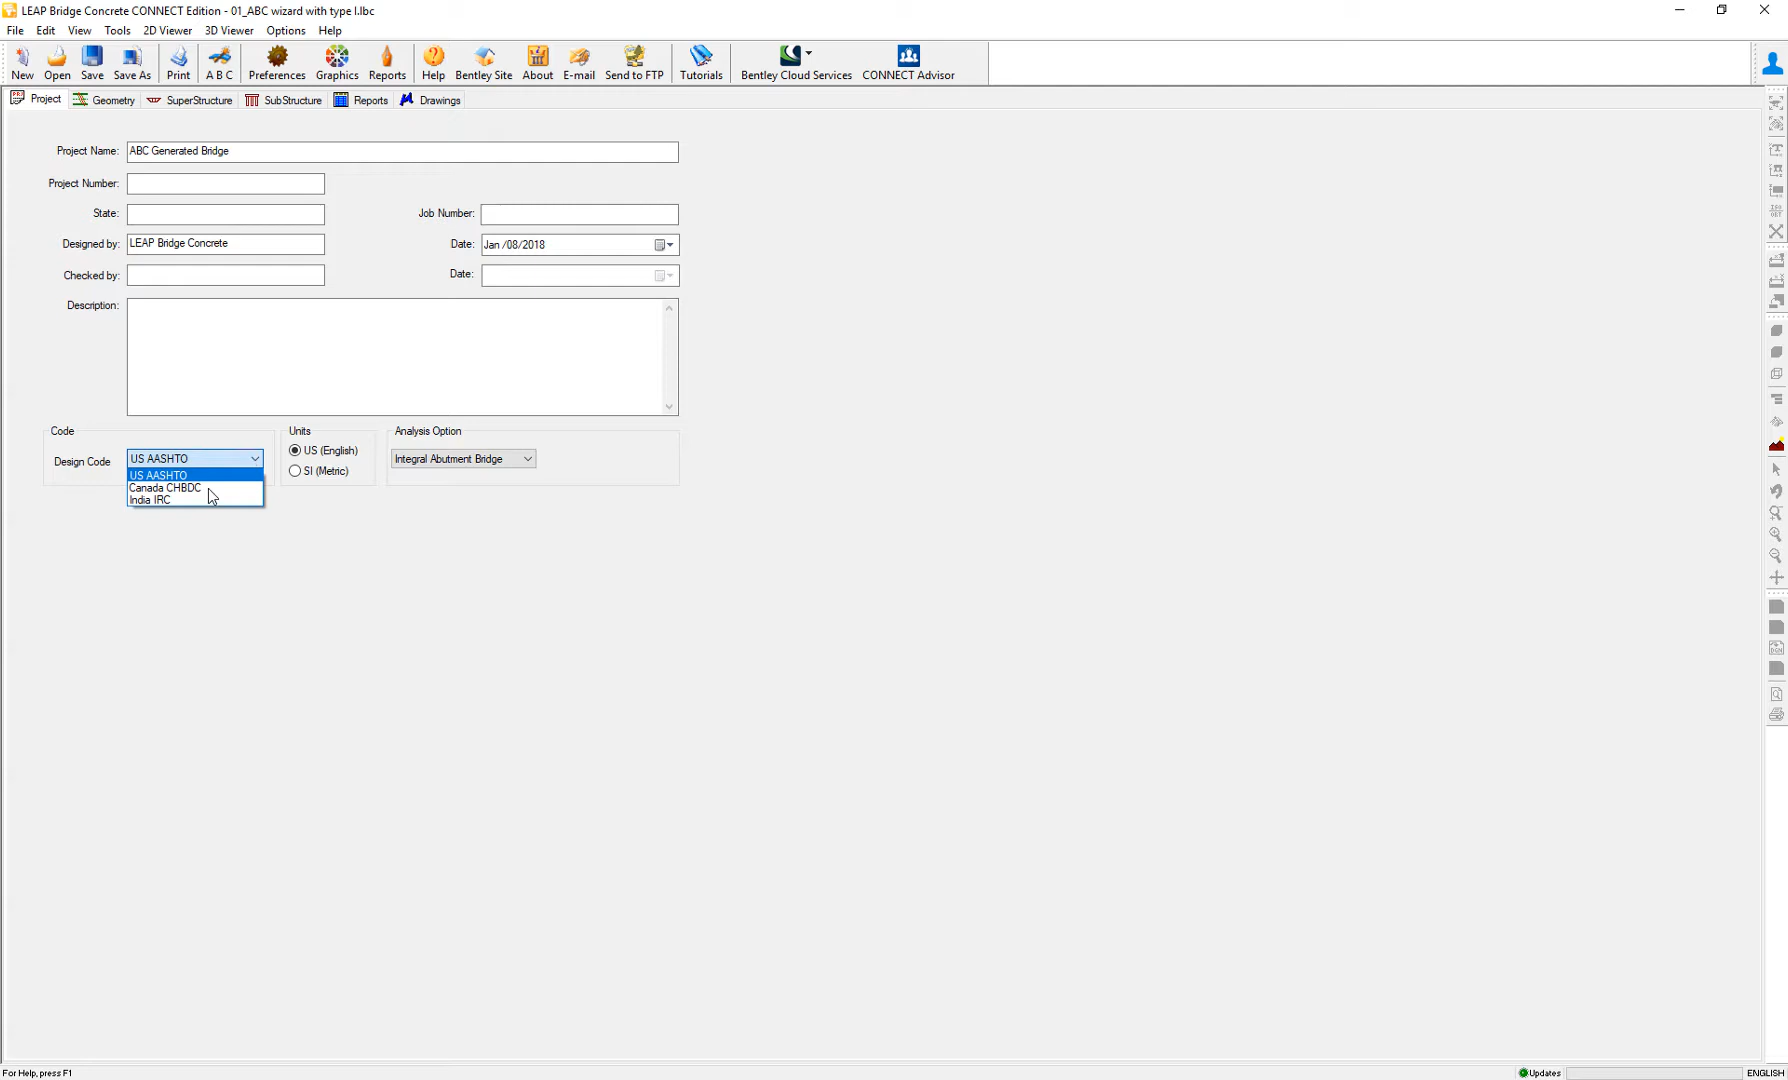 LEAP Bridge Concrete CONNECT Edition - 01_ABC wizard with type I.lbc
File Edit View Tools 2D Viewer 3D Viewer Options Help
New Open Save Save As Print A B C Preferences Graphics Reports Help Bentley Site About E-mail Send to FTP Tutorials Bentley Cloud Services CONNECT Advisor
Project Geometry SuperStructure SubStructure Reports Drawings
Project Name: ABC Generated Bridge
Project Number:
State: Job Number:
Designed by: LEAP Bridge Concrete Date: Jan /08/2018
Checked by: Date:
Description:
Code Units Analysis Option
Design Code US AASHTO US (English) Integral Abutment Bridge
SI (Metric)
US AASHTO
Canada CHBDC
India IRC
For Help, press F1 Updates ENGLISH